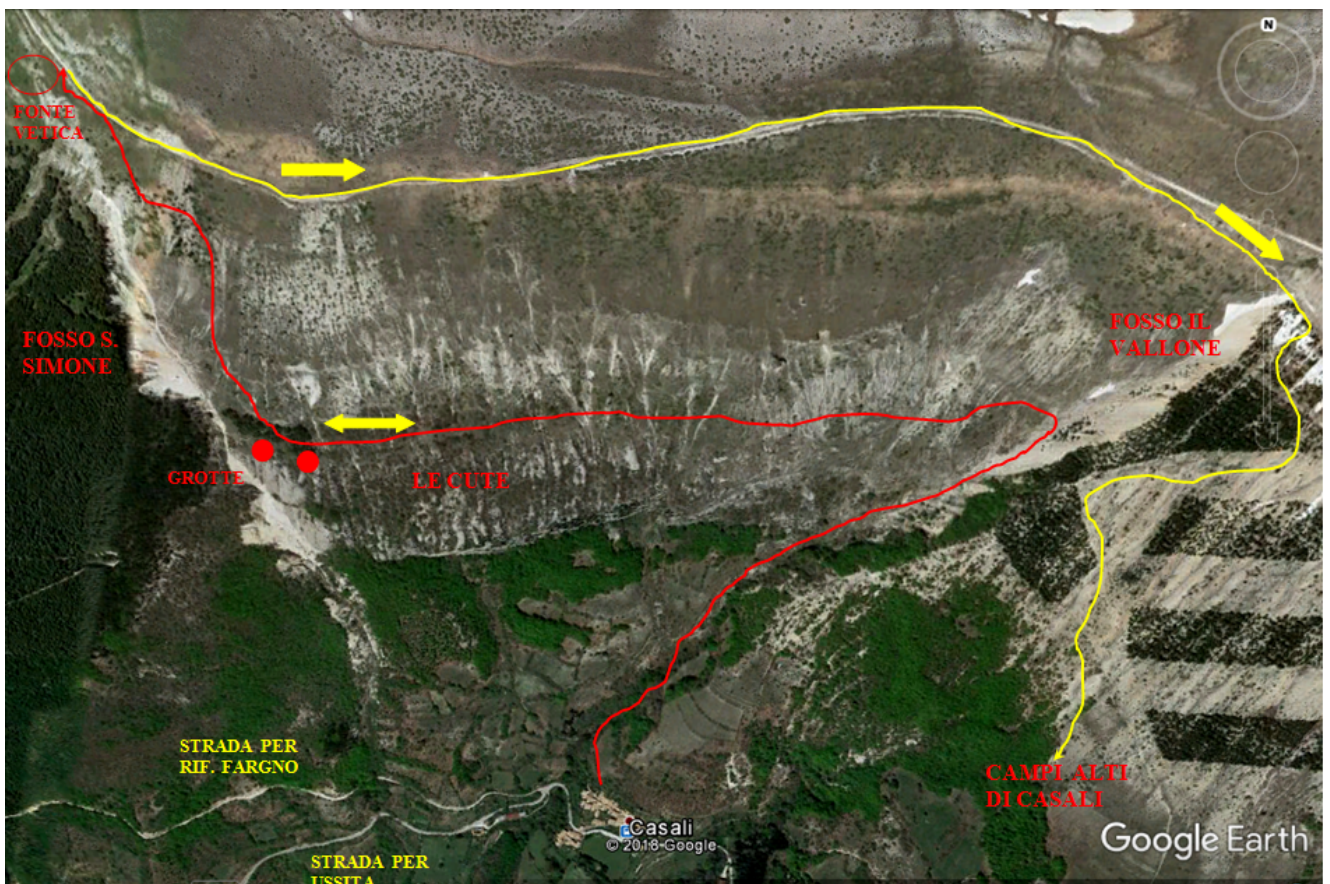 N
FONTE
VETICA
FOSSO S.
SIMONE
FOSSO IL
VALLONE
GROTTE
LE CUTE
STRADA PER
RIF. FARGNO
CAMPI ALTI
DI CASALI
Casali
© 2018 Google
Google Earth
STRADA PER
USSITA